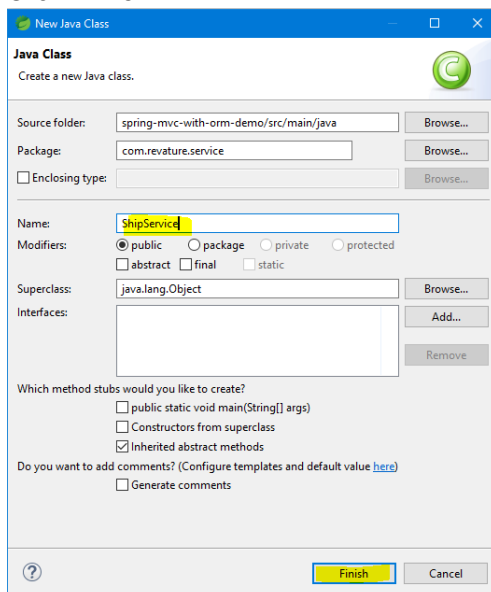 New Java Class
Java Class
Create a new Java class.
Source folder: spring-mvc-with-orm-demo/src/main/java Browse...
Package: com.revature.service Browse...
Enclosing type: Browse...
Name: ShipService
Modifiers: public package private protected
abstract final static
Superclass: java.lang.Object Browse...
Interfaces: Add...
Remove
Which method stubs would you like to create?
public static void main(String[] args)
Constructors from superclass
Inherited abstract methods
Do you want to add comments? (Configure templates and default value here)
Generate comments
? Finish Cancel